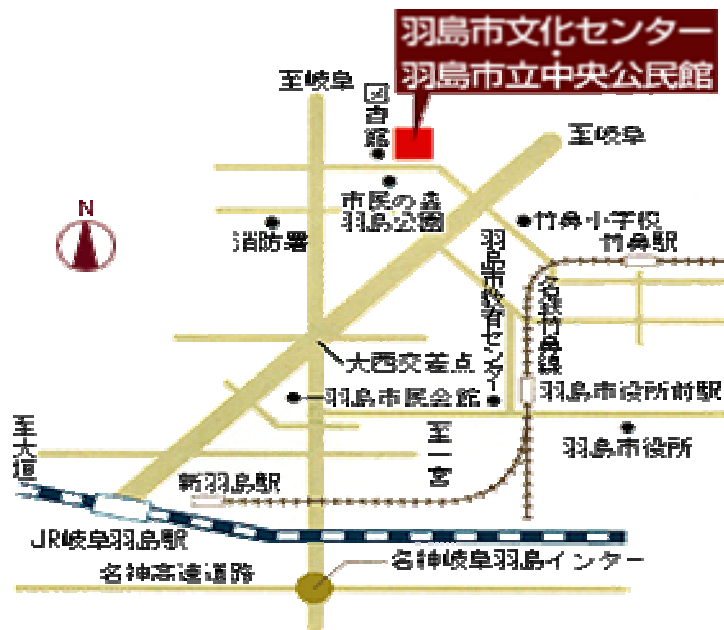 羽島市文化センター
・
羽島市立中央公民館
至岐阜
図書館
至岐阜
市民の森
羽島公園
竹鼻小学校
竹鼻駅
N
消防署
羽島市教育センター
名鉄竹鼻線
大西交差点
羽島市民会館
羽島市役所前駅
至大垣
至一宮
羽島市役所
新羽島駅
JR岐阜羽島駅
名神高速道路
名神岐阜羽島インター